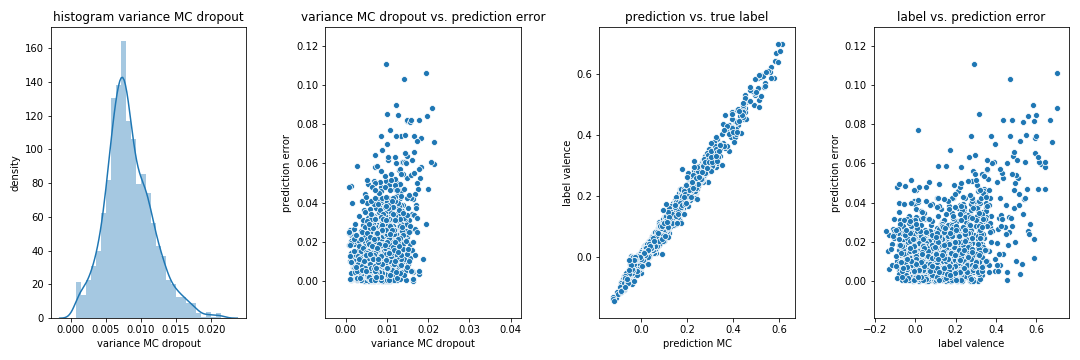 histogram variance MC dropout
density
160
140
120
100
80
60
40
20
0
0.000 0.005 0.010 0.015 0.020
variance MC dropout
variance MC dropout vs. prediction error
prediction error
0.12
0.10
0.08
0.06
0.04
0.02
0.00
0.00 0.01 0.02 0.03 0.04
variance MC dropout
prediction vs. true label
label valence
0.6
0.4
0.2
0.0
0.0 0.2 0.4 0.6
prediction MC
label vs. prediction error
prediction error
0.12
0.10
0.08
0.06
0.04
0.02
0.00
−0.2 0.0 0.2 0.4 0.6
label valence